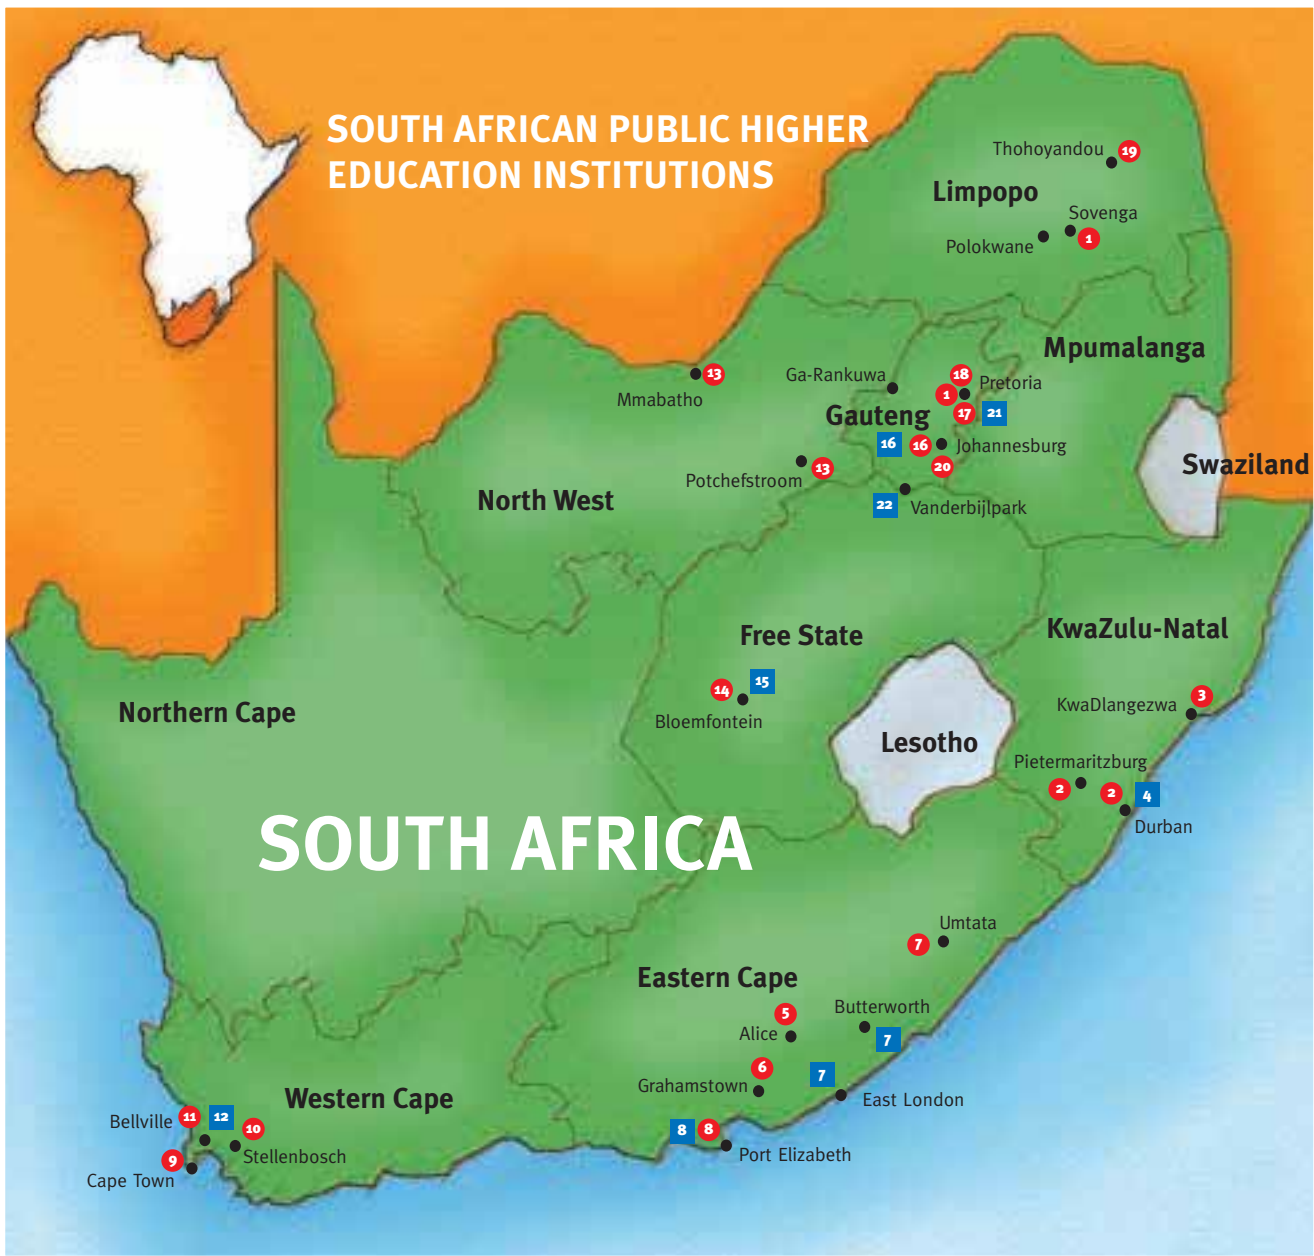 SOUTH AFRICAN PUBLIC HIGHER
EDUCATION INSTITUTIONS
Thohoyandou 19
Limpopo
Sovenga
Polokwane 1
Mpumalanga
Mmabatho 13
Ga-Rankuwa
18
Pretoria
1
17 21
Gauteng
16 16 Johannesburg
20
Swaziland
Potchefstroom 13
North West
22 Vanderbijlpark
Free State
KwaZulu-Natal
14 15
Bloemfontein
Northern Cape
KwaDlangezwa 3
Lesotho
Pietermaritzburg
2 2 4
Durban
SOUTH AFRICA
Umtata
7
Eastern Cape
Butterworth
7
5
Alice
6
Grahamstown
7
East London
Western Cape
Bellville 11 12 10
Stellenbosch
9
Cape Town
8 8
Port Elizabeth